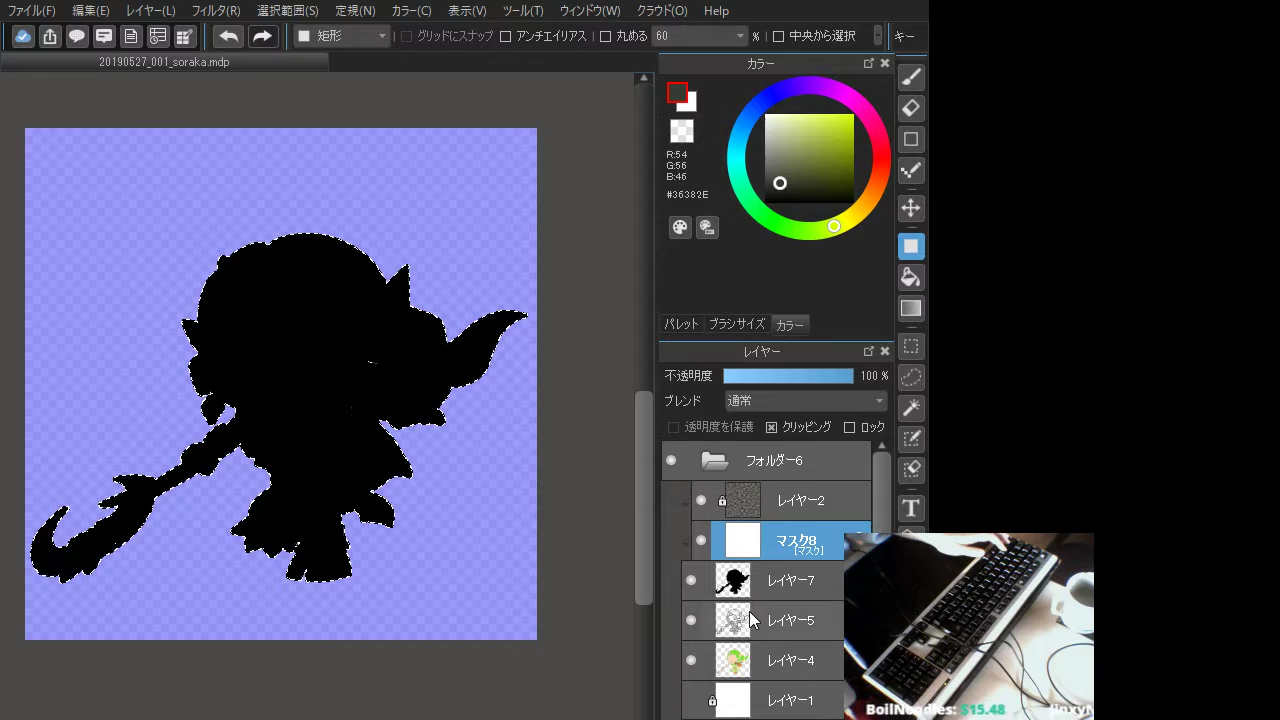 ファイル(F) 編集(E) レイヤー(L) フィルタ(R) 選択範囲(S) 定規(N) カラー(C) 表示(V) ツール(T) ウィンドウ(W) クラウド(O) Help
矩形 グリッドにスナップ アンチエイリアス 丸める 60 % 中央から選択 キー
20190527_001_soraka.mdp
カラー
R:54
G:56
B:46
#36382E
パレット ブラシサイズ カラー
レイヤー
不透明度 100 %
ブレンド 通常
透明度を保護 クリッピング ロック
フォルダー6
レイヤー2
マスク8
[マスク]
レイヤー7
レイヤー5
レイヤー4
レイヤー1
T
BoilNoodles: $15.48